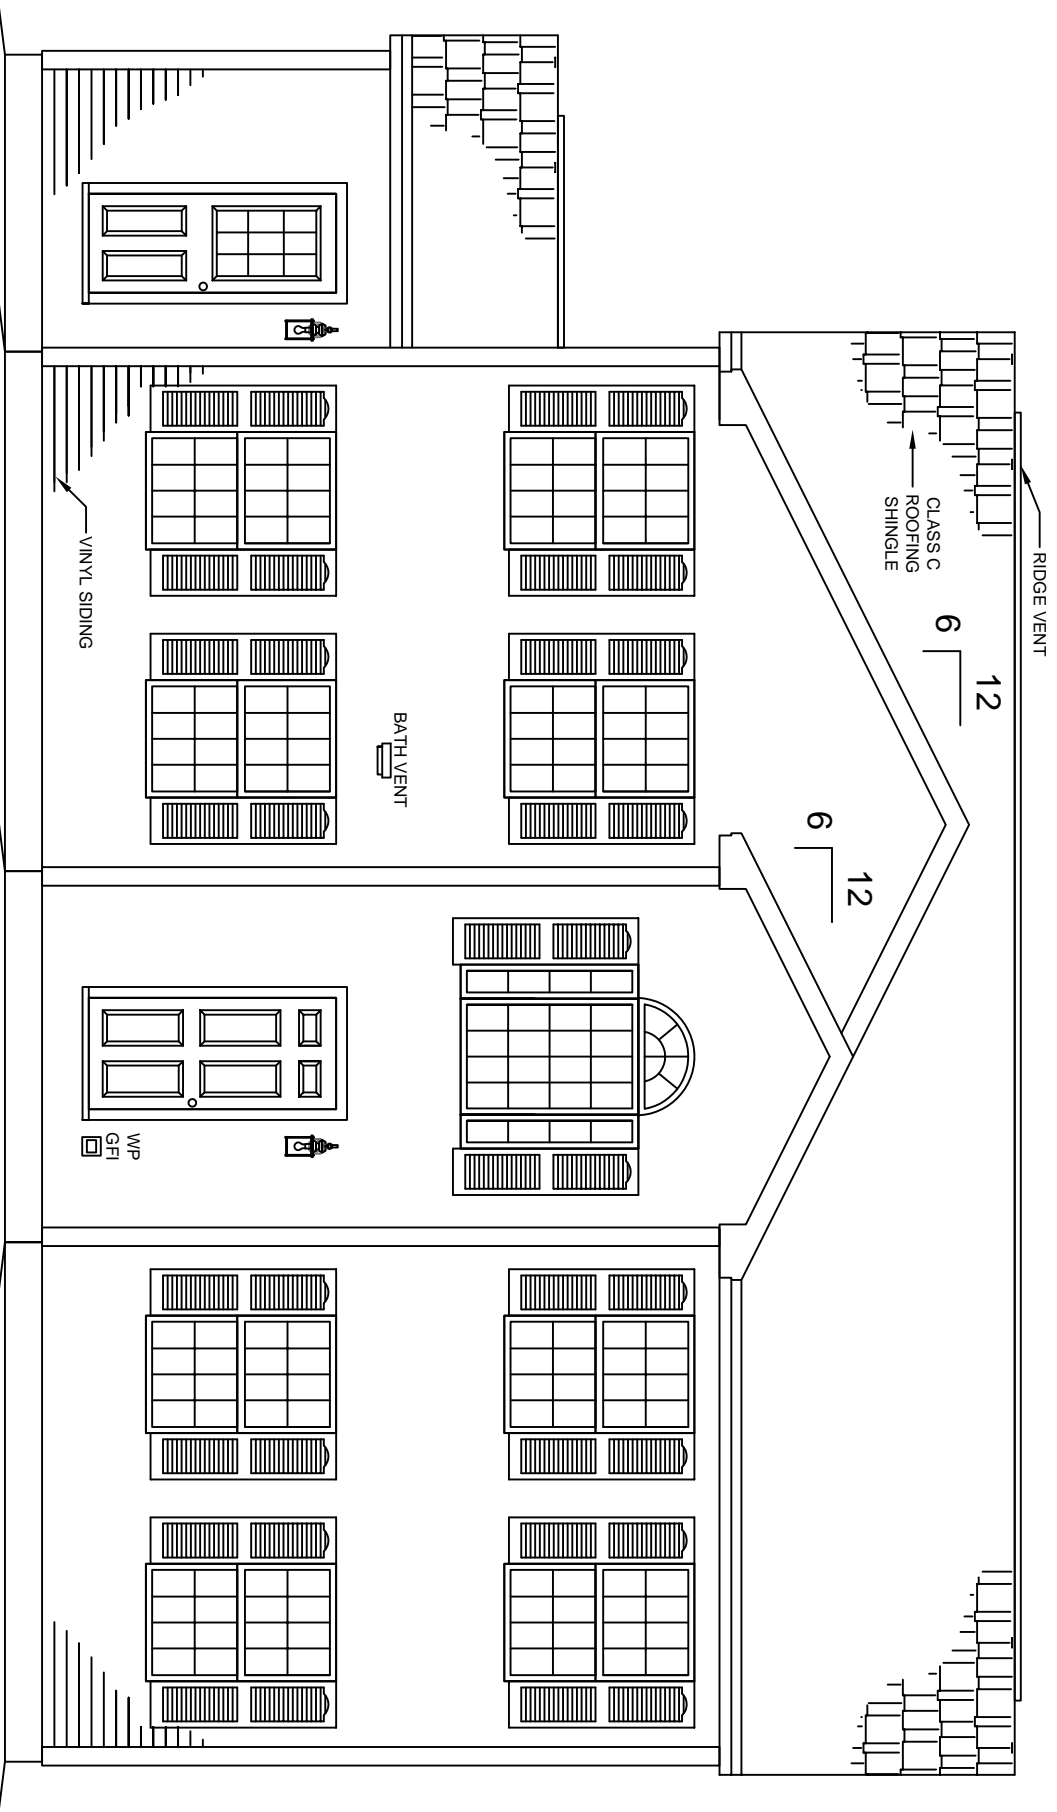 RIDGE VENT
CLASS C
ROOFING
SHINGLE
12
6
12
6
BATH VENT
VINYL SIDING
WP
GFI